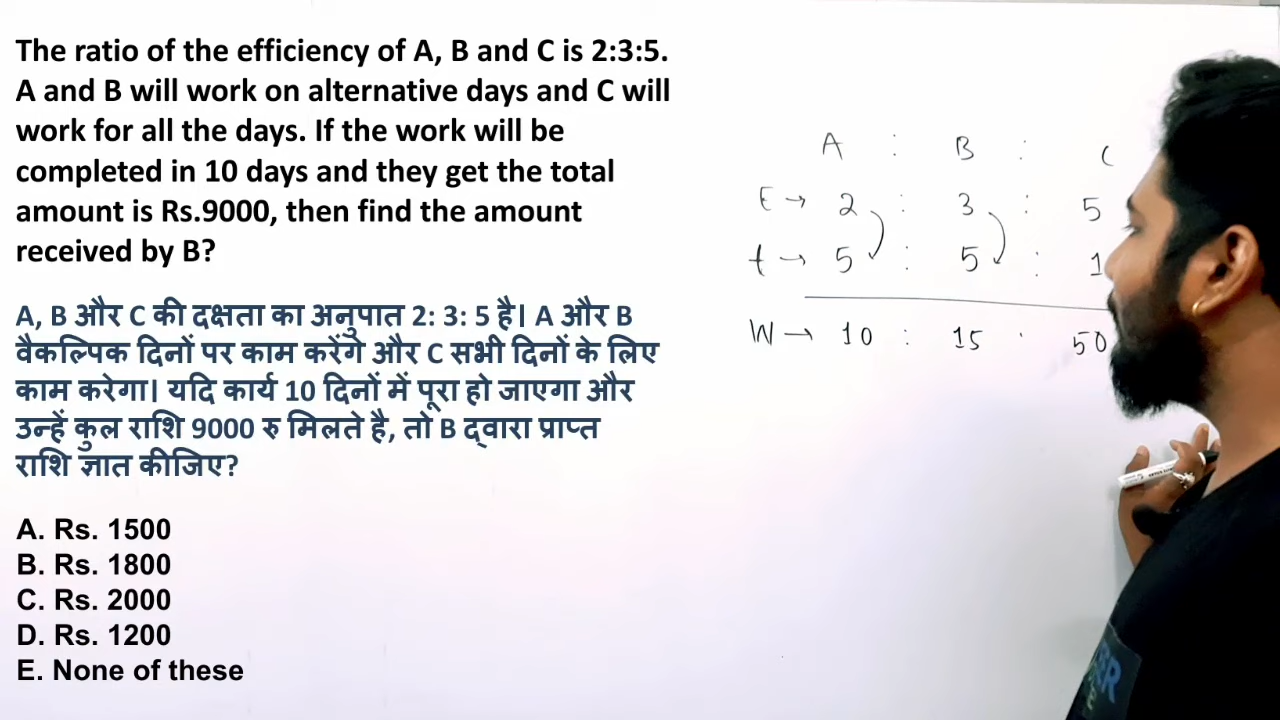 The ratio of the efficiency of A, B and C is 2:3:5.
A and B will work on alternative days and C will
work for all the days. If the work will be
completed in 10 days and they get the total
amount is Rs.9000, then find the amount
received by B?
A, B और C की दक्षता का अनुपात 2: 3: 5 है। A और B
वैकल्पिक दिनों पर काम करेंगे और C सभी दिनों के लिए
काम करेगा। यदि कार्य 10 दिनों में पूरा हो जाएगा और
उन्हें कुल राशि 9000 रु मिलते है, तो B द्वारा प्राप्त
राशि ज्ञात कीजिए?
A. Rs. 1500
B. Rs. 1800
C. Rs. 2000
D. Rs. 1200
E. None of these
A : B : C
E → 2 : 3 : 5
t → 5 : 5 : 1
W → 10 : 15 : 50